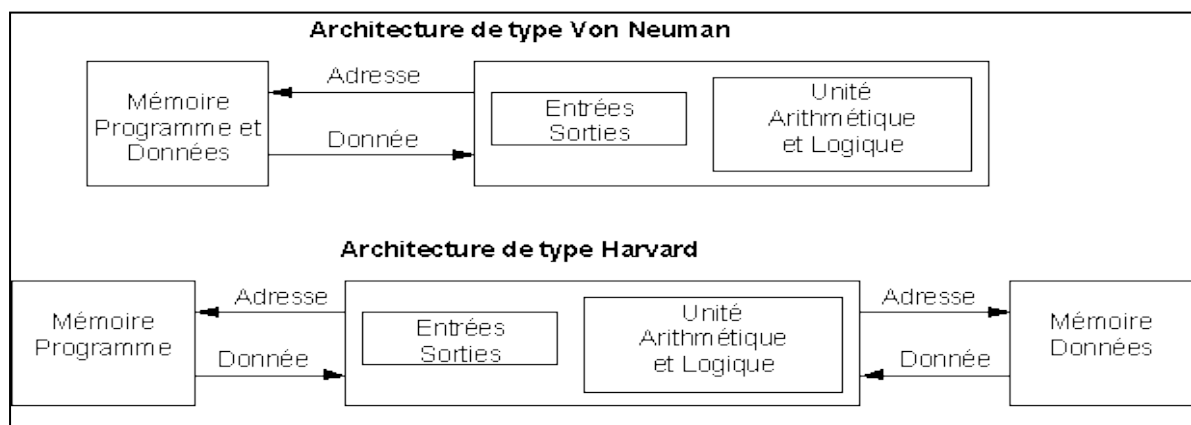 Architecture de type Von Neuman
Mémoire
Programme et
Données
Adresse
Donnée
Entrées
Sorties
Unité
Arithmétique
et Logique
Architecture de type Harvard
Mémoire
Programme
Adresse
Donnée
Entrées
Sorties
Unité
Arithmétique
et Logique
Adresse
Donnée
Mémoire
Données